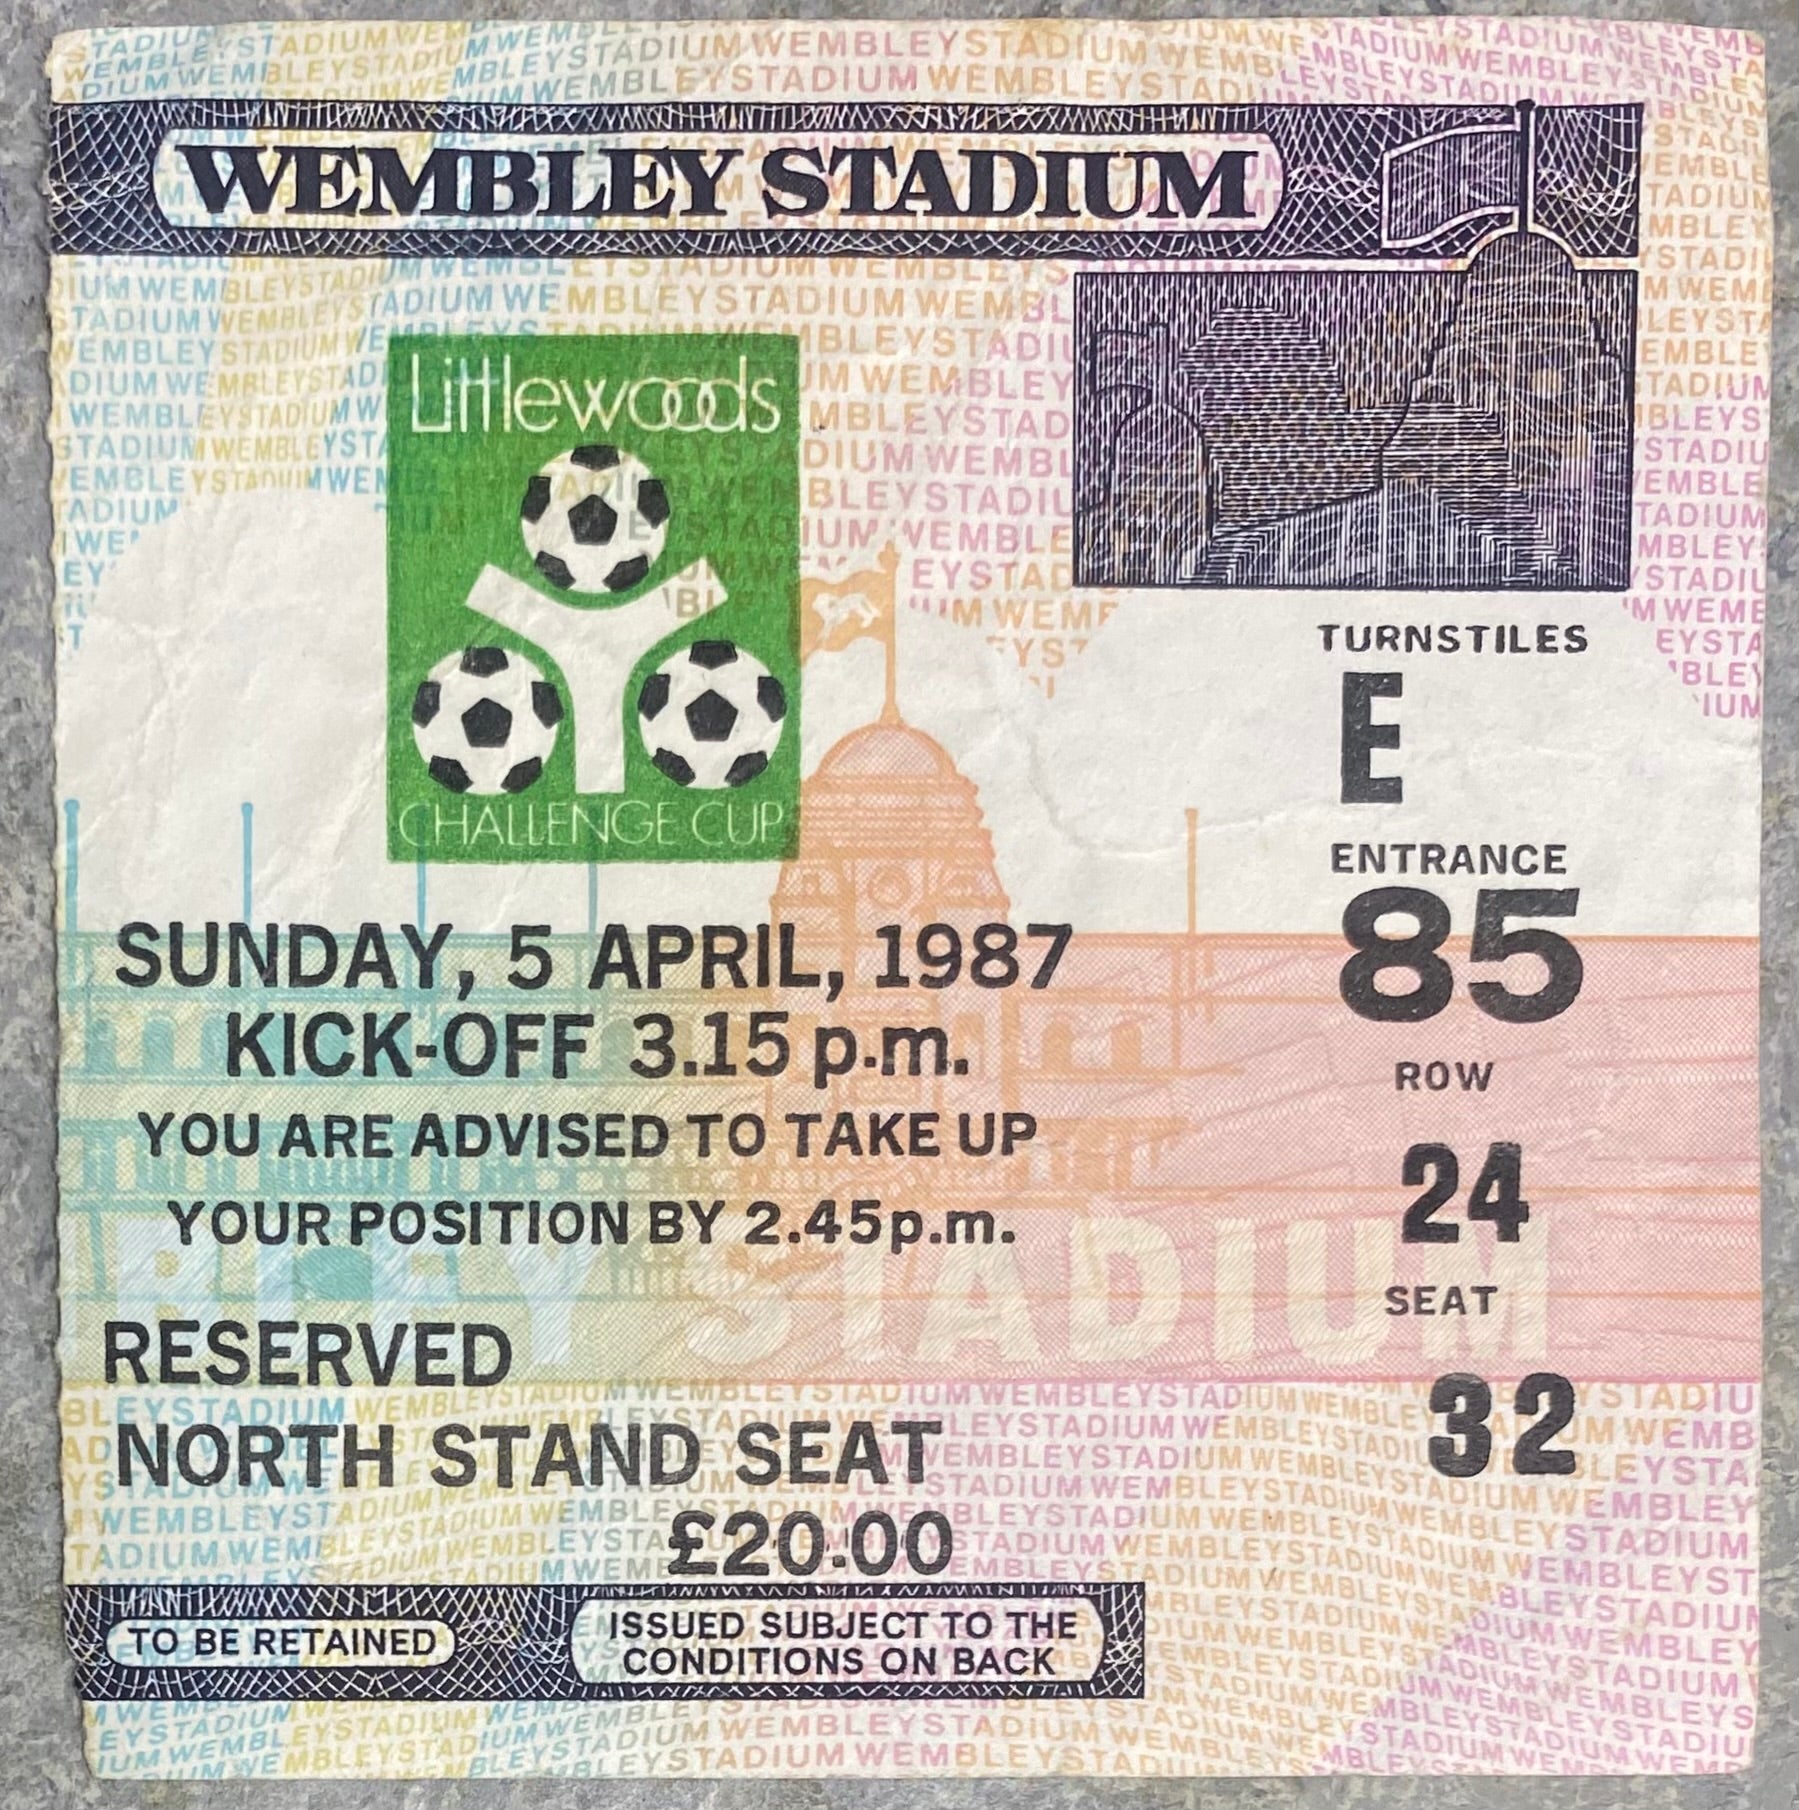 WEMBLEY STADIUM
Littlewoods
CHALLENGE CUP
TURNSTILES
E
ENTRANCE
85
ROW
24
SEAT
32
SUNDAY, 5 APRIL, 1987
KICK-OFF 3.15 p.m.
YOU ARE ADVISED TO TAKE UP
YOUR POSITION BY 2.45p.m.
BLEY STADIUM
RESERVED
NORTH STAND SEAT
£20.00
TO BE RETAINED
ISSUED SUBJECT TO THE
CONDITIONS ON BACK